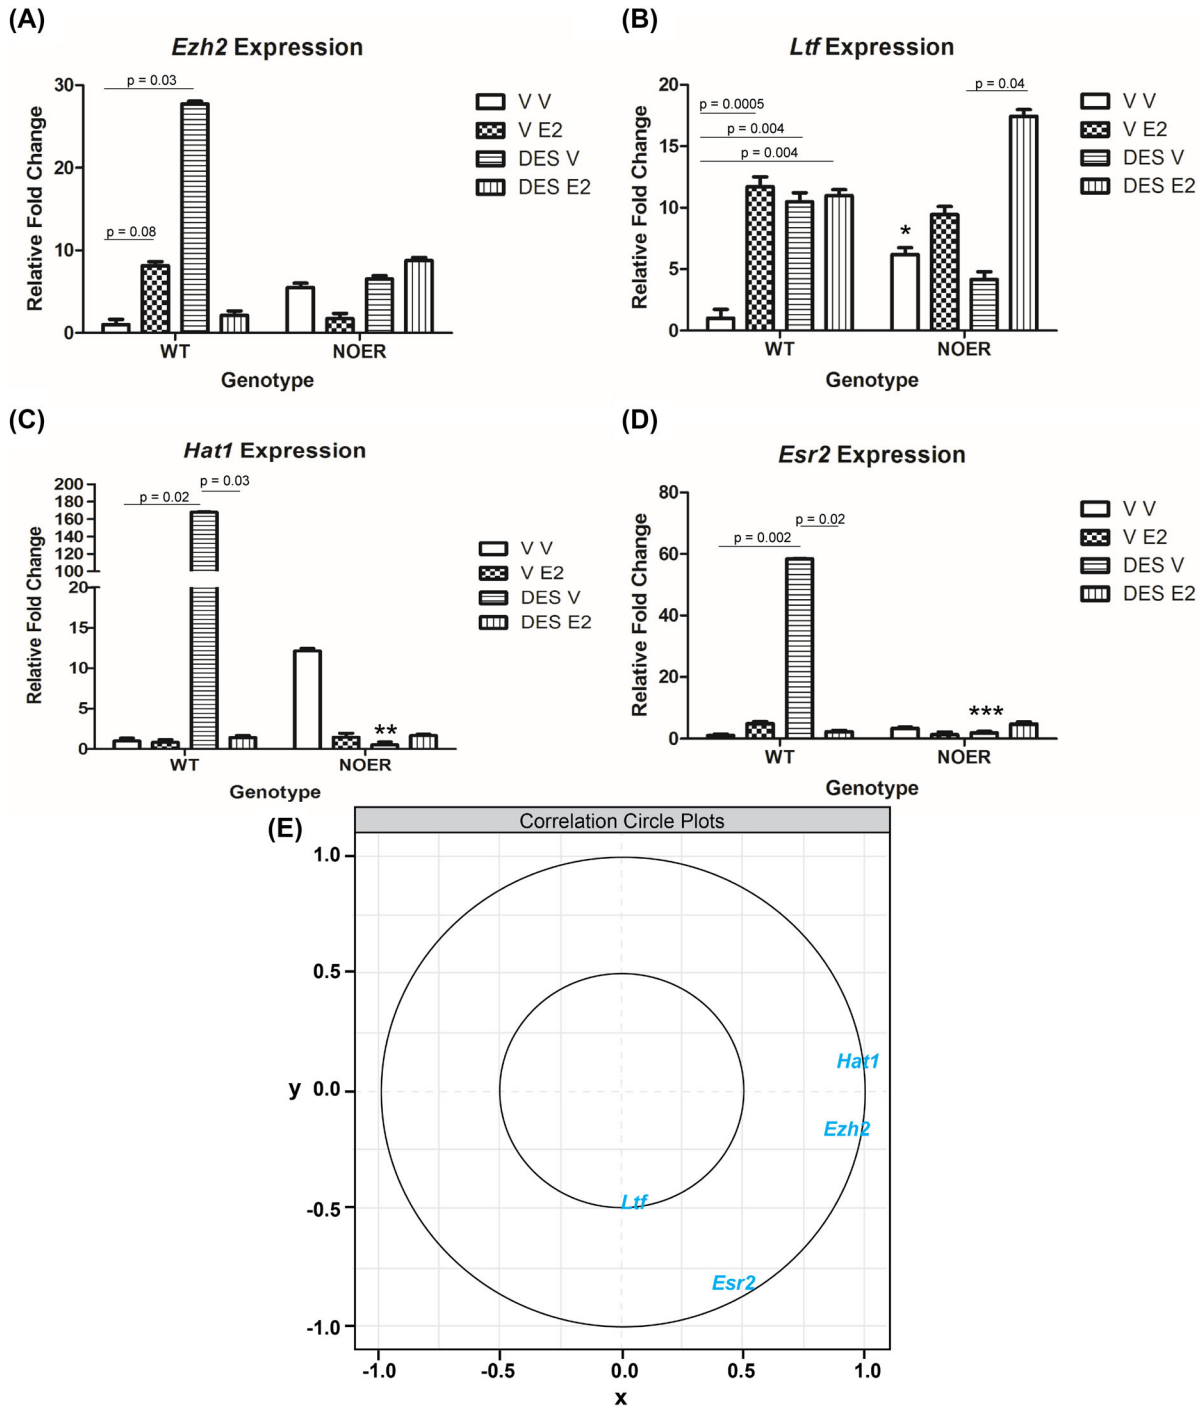 (A)
Ezh2 Expression
p = 0.03
p = 0.08
30
20
10
0
Relative Fold Change
WT
NOER
Genotype
V V
V E2
DES V
DES E2
(B)
Ltf Expression
p = 0.04
p = 0.0005
p = 0.004
p = 0.004
*
20
15
10
5
0
Relative Fold Change
WT
NOER
Genotype
V V
V E2
DES V
DES E2
(C)
Hat1 Expression
p = 0.03
p = 0.02
**
200
180
160
140
120
100
20
15
10
5
0
Relative Fold Change
WT
NOER
Genotype
V V
V E2
DES V
DES E2
(D)
Esr2 Expression
p = 0.02
p = 0.002
***
80
60
40
20
0
Relative Fold Change
WT
NOER
Genotype
V V
V E2
DES V
DES E2
(E)
Correlation Circle Plots
1.0
0.5
y 0.0
-0.5
-1.0
Hat1
Ezh2
Ltf
Esr2
-1.0 -0.5 0.0 0.5 1.0
x